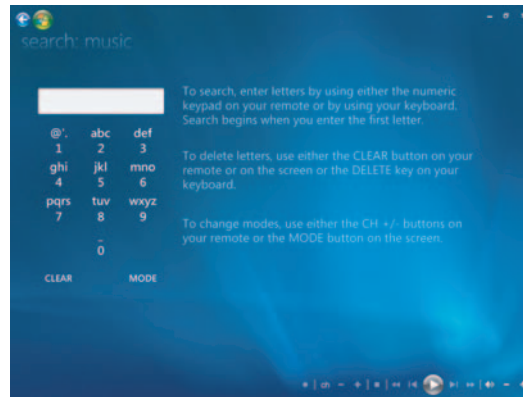 search: music
To search, enter letters by using either the numeric
keypad on your remote or by using your keyboard.
Search begins when you enter the first letter.
To delete letters, use either the CLEAR button on your
remote or on the screen or the DELETE key on your
keyboard.
To change modes, use either the CH +/- buttons on
your remote or the MODE button on the screen.
@'. abc def
1 2 3
ghi jkl mno
4 5 6
pqrs tuv wxyz
7 8 9
_
0
CLEAR MODE
ch - +